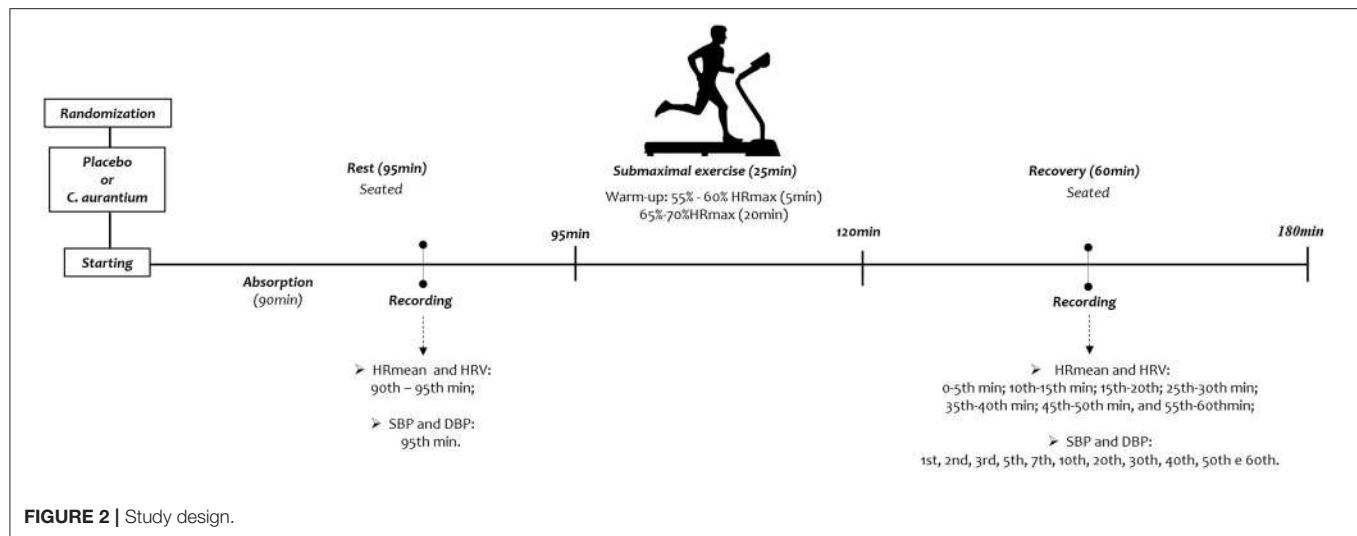 Randomization
Placebo
or
C. aurantium
Starting
Absorption
(90min)
Rest (95min)
Seated
Recording
➤ HRmean and HRV:
90th – 95th min;
➤ SBP and DBP:
95th min.
95min
Submaximal exercise (25min)
Warm-up: 55% - 60% HRmax (5min)
65%-70%HRmax (20min)
120min
Recovery (60min)
Seated
180min
Recording
➤ HRmean and HRV:
0-5th min; 10th-15th min; 15th-20th; 25th-30th min;
35th-40th min; 45th-50th min, and 55th-60thmin;
➤ SBP and DBP:
1st, 2nd, 3rd, 5th, 7th, 10th, 20th, 30th, 40th, 50th e 60th.
FIGURE 2 | Study design.